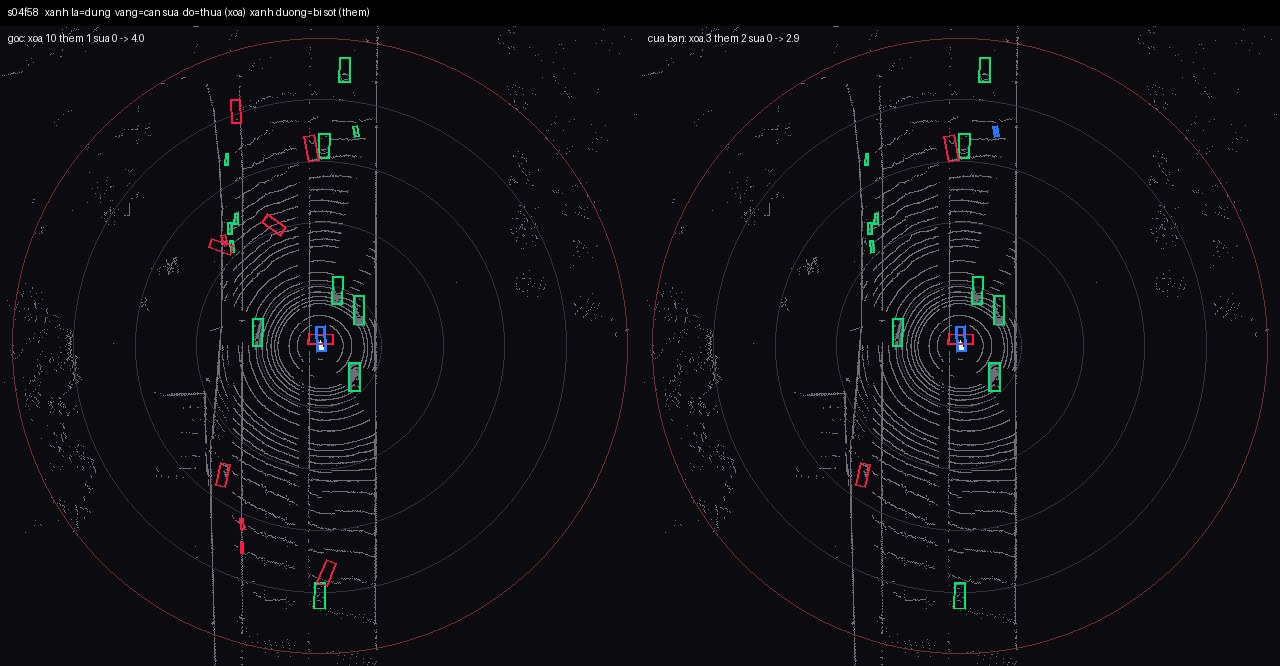 s04f58 xanh la=dung vang=can sua do=thua (xoa) xanh duong=bi sot (them)
goc: xoa 10 them 1 sua 0 -> 4.0
cua ban: xoa 3 them 2 sua 0 -> 2.9